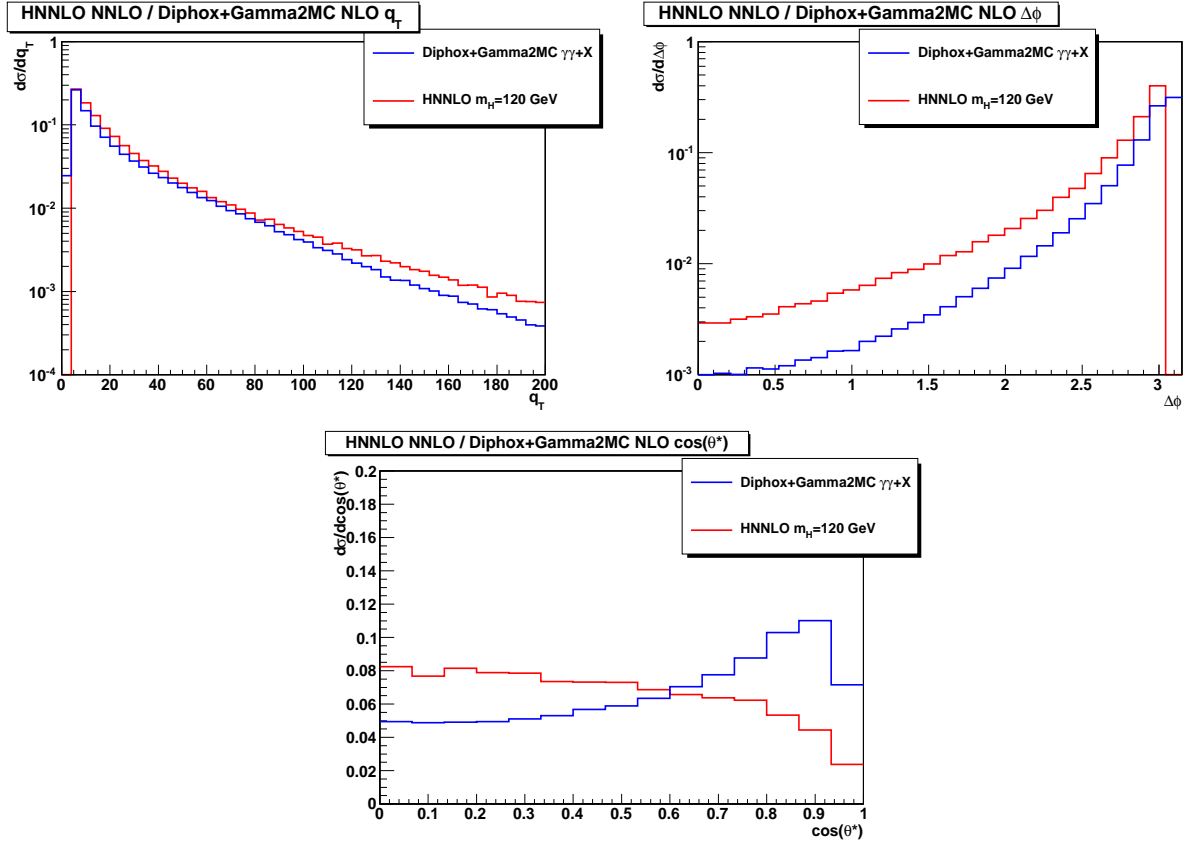 HNNLO NNLO / Diphox+Gamma2MC NLO q_T
dσ/dq_T
Diphox+Gamma2MC γγ+X
HNNLO m_H=120 GeV
1
10^-1
10^-2
10^-3
10^-4
0 20 40 60 80 100 120 140 160 180 200
q_T
HNNLO NNLO / Diphox+Gamma2MC NLO Δϕ
dσ/dΔϕ
Diphox+Gamma2MC γγ+X
HNNLO m_H=120 GeV
1
10^-1
10^-2
10^-3
0 0.5 1 1.5 2 2.5 3
Δϕ
HNNLO NNLO / Diphox+Gamma2MC NLO cos(θ*)
dσ/dcos(θ*)
Diphox+Gamma2MC γγ+X
HNNLO m_H=120 GeV
0.2
0.18
0.16
0.14
0.12
0.1
0.08
0.06
0.04
0.02
0
0 0.1 0.2 0.3 0.4 0.5 0.6 0.7 0.8 0.9 1
cos(θ*)